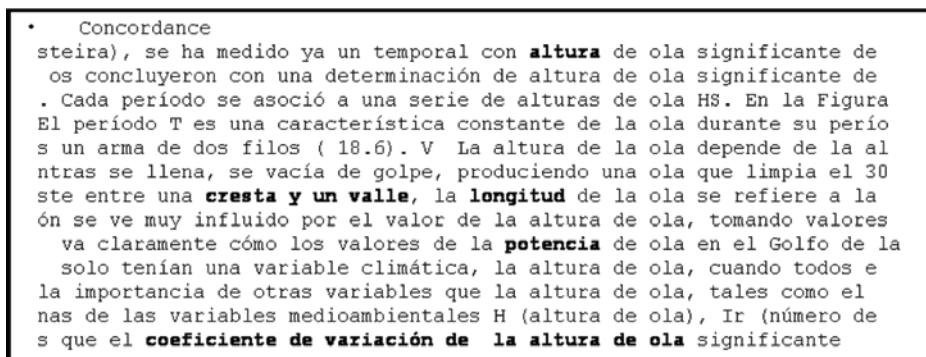 • Concordance
steira), se ha medido ya un temporal con altura de ola significante de
os concluyeron con una determinación de altura de ola significante de
. Cada período se asoció a una serie de alturas de ola HS. En la Figura
El período T es una característica constante de la ola durante su perío
s un arma de dos filos ( 18.6). V La altura de la ola depende de la al
ntras se llena, se vacía de golpe, produciendo una ola que limpia el 30
ste entre una cresta y un valle, la longitud de la ola se refiere a la
ón se ve muy influido por el valor de la altura de ola, tomando valores
va claramente cómo los valores de la potencia de ola en el Golfo de la
solo tenían una variable climática, la altura de ola, cuando todos e
la importancia de otras variables que la altura de ola, tales como el
nas de las variables medioambientales H (altura de ola), Ir (número de
s que el coeficiente de variación de la altura de ola significante